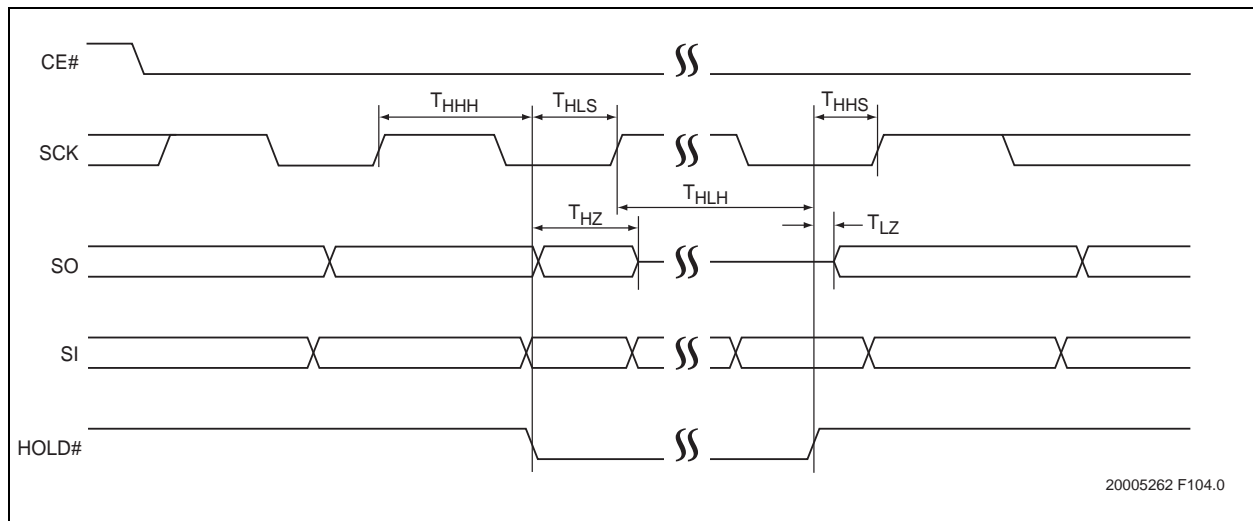 CE#
THHH
THLS
THHS
SCK
THLH
THZ
TLZ
SO
SI
HOLD#
20005262 F104.0